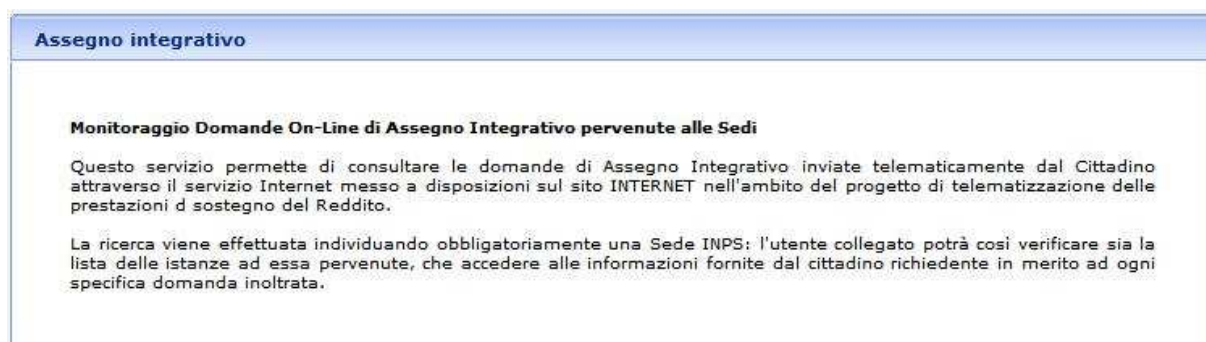 Assegno integrativo
Monitoraggio Domande On-Line di Assegno Integrativo pervenute alle Sedi
Questo servizio permette di consultare le domande di Assegno Integrativo inviate telematicamente dal Cittadino
attraverso il servizio Internet messo a disposizioni sul sito INTERNET nell'ambito del progetto di telematizzazione delle
prestazioni d sostegno del Reddito.
La ricerca viene effettuata individuando obbligatoriamente una Sede INPS: l'utente collegato potrà così verificare sia la
lista delle istanze ad essa pervenute, che accedere alle informazioni fornite dal cittadino richiedente in merito ad ogni
specifica domanda inoltrata.